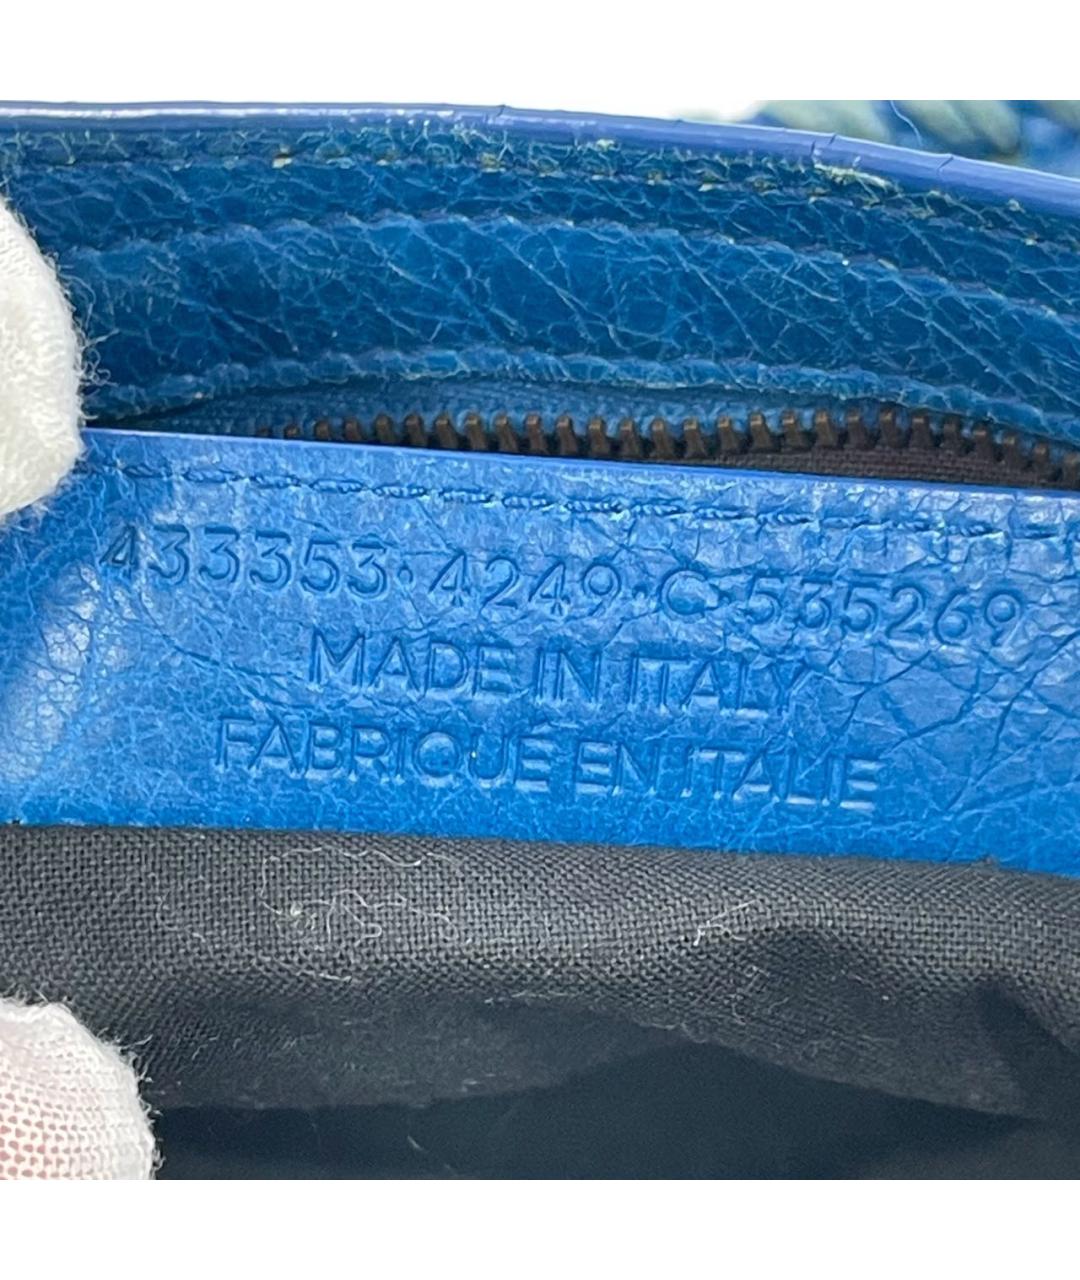 433353·4249·C·535269
MADE IN ITALY
FABRIQUÉ EN ITALIE